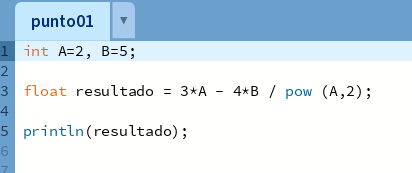 punto01 ▼
1 int A=2, B=5;
2
3 float resultado = 3*A - 4*B / pow (A,2);
4
5 println(resultado);
6
7